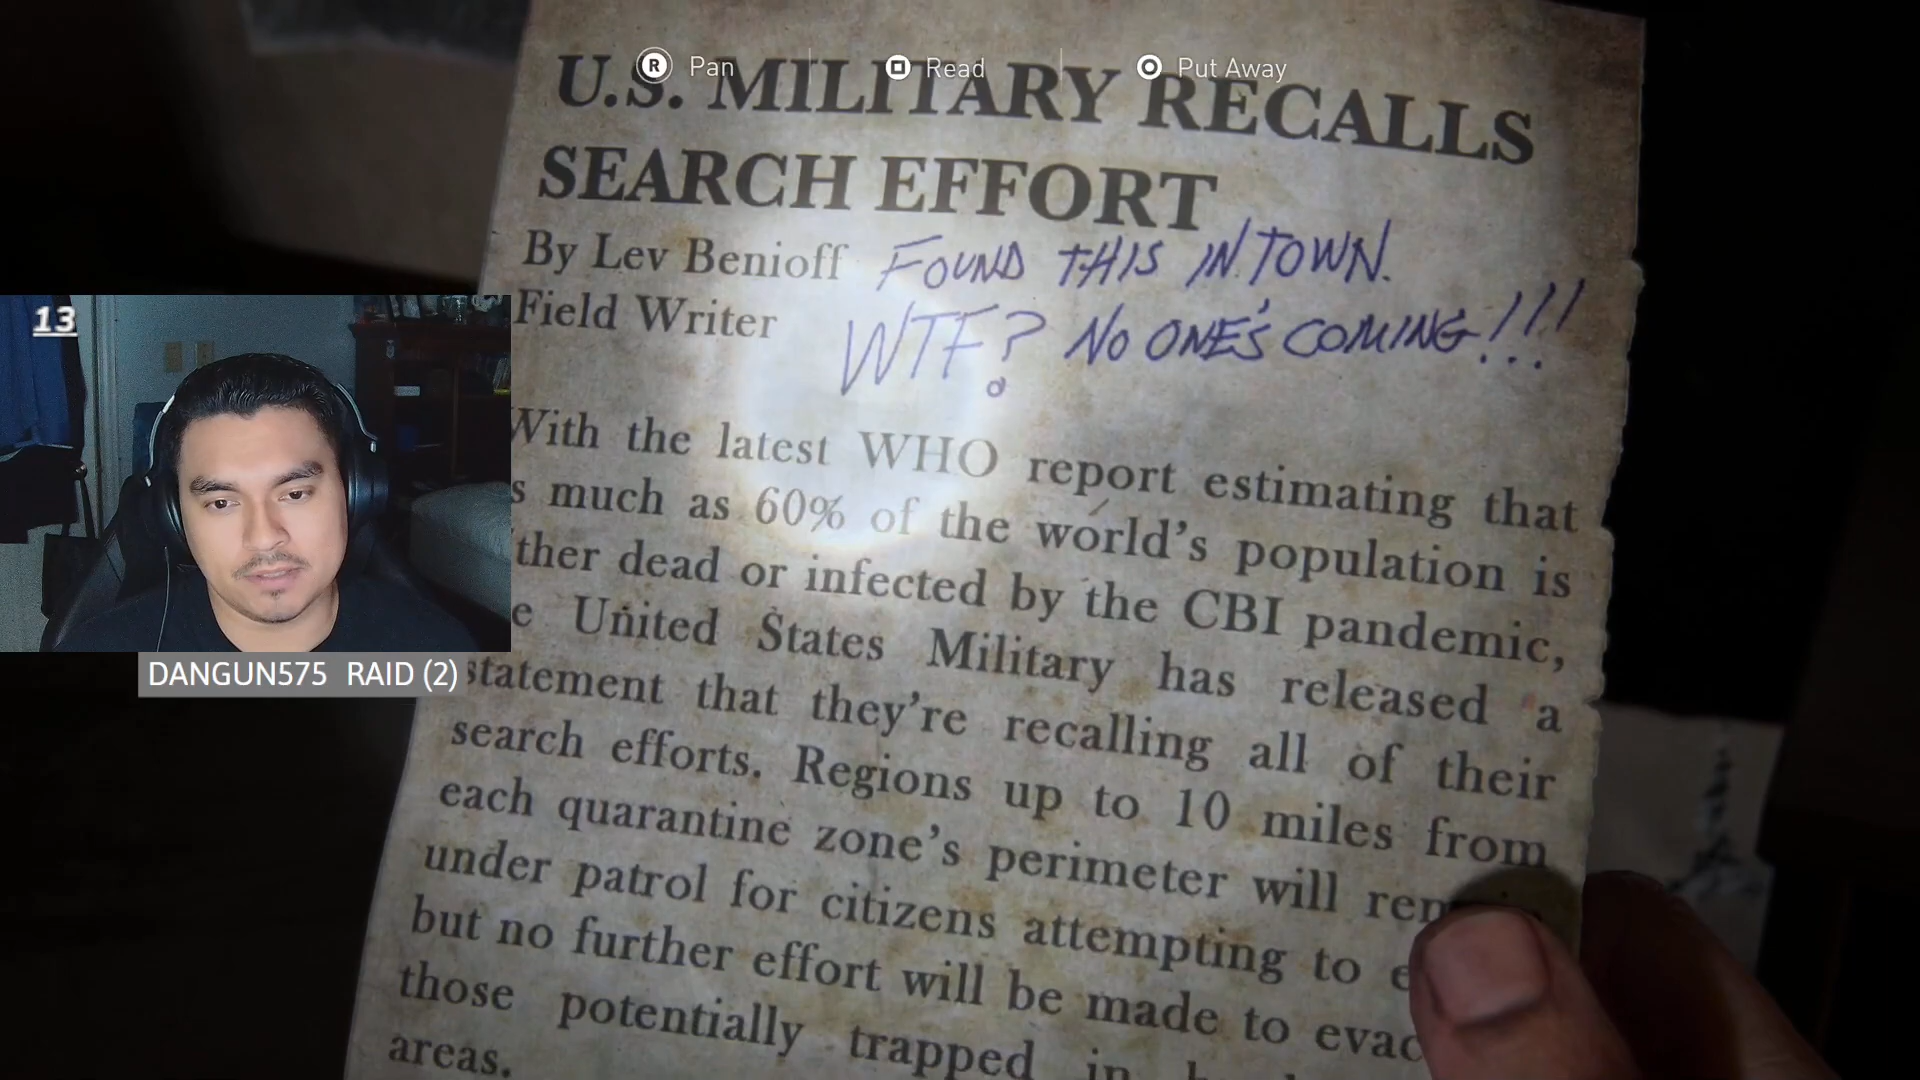 Pan
Read
Put Away
U.S. MILITARY RECALLS
SEARCH EFFORT
By Lev Benioff
Field Writer
FOUND THIS IN TOWN.
WTF? NO ONE'S COMING!!!
With the latest WHO report estimating that
s much as 60% of the world's population is
ther dead or infected by the CBI pandemic,
e United States Military has released a
statement that they're recalling all of their
search efforts. Regions up to 10 miles from
each quarantine zone's perimeter will
under patrol for citizens attempting to
but no further effort will be made to
those potentially trapped in
areas.
13
DANGUN575 RAID (2)